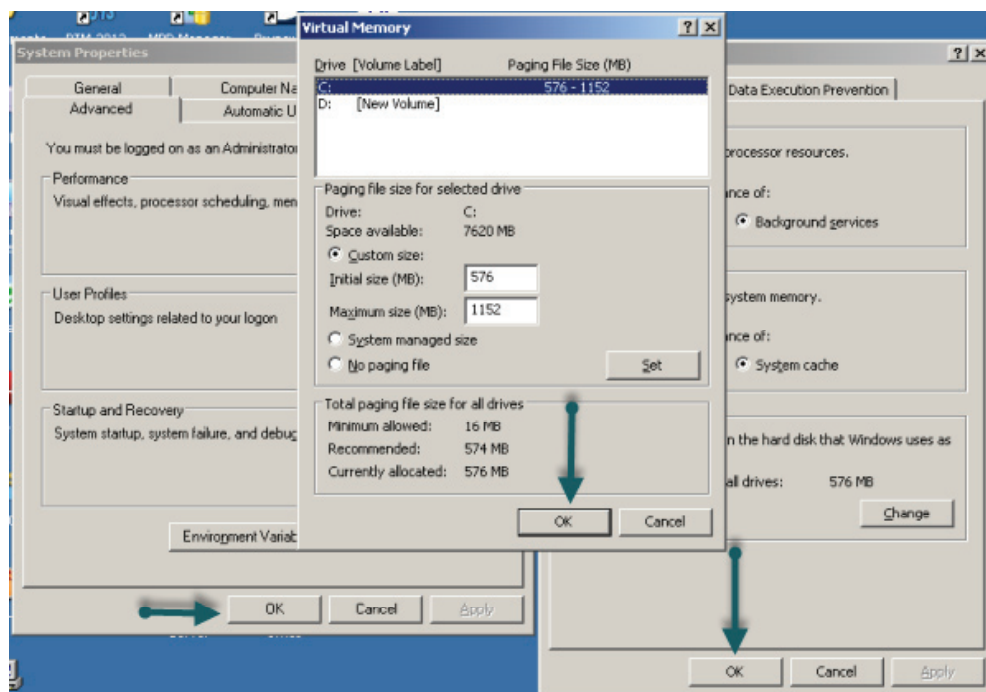 System Properties
General
Computer Na
Advanced
Automatic U
You must be logged on as an Administrator
Performance
Visual effects, processor scheduling, mem
User Profiles
Desktop settings related to your logon
Startup and Recovery
System startup, system failure, and debug
Environment Variab
OK
Cancel
Apply
Virtual Memory
Drive [Volume Label]
Paging File Size (MB)
C:
576 - 1152
D: [New Volume]
Paging file size for selected drive
Drive: C:
Space available: 7620 MB
Custom size:
Initial size (MB): 576
Maximum size (MB): 1152
System managed size
No paging file
Set
Total paging file size for all drives
Minimum allowed: 16 MB
Recommended: 574 MB
Currently allocated: 576 MB
OK
Cancel
Data Execution Prevention
processor resources.
nce of:
Background services
system memory.
nce of:
System cache
n the hard disk that Windows uses as
all drives: 576 MB
Change
OK
Cancel
Apply